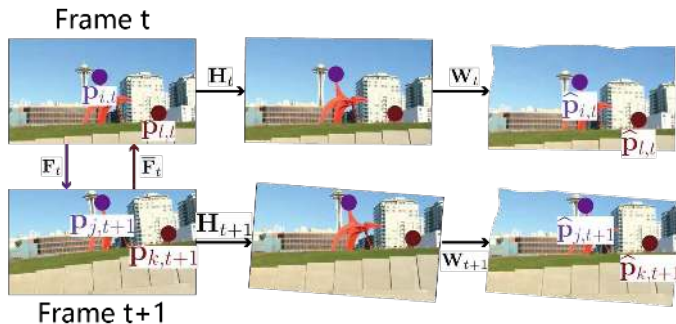 Frame t
H_t
W_t
p_{i,t}
p_{l,t}
p̂_{i,t}
p̂_{l,t}
F_t
F̅_t
p_{j,t+1}
p_{k,t+1}
H_{t+1}
W_{t+1}
p̂_{j,t+1}
p̂_{k,t+1}
Frame t+1